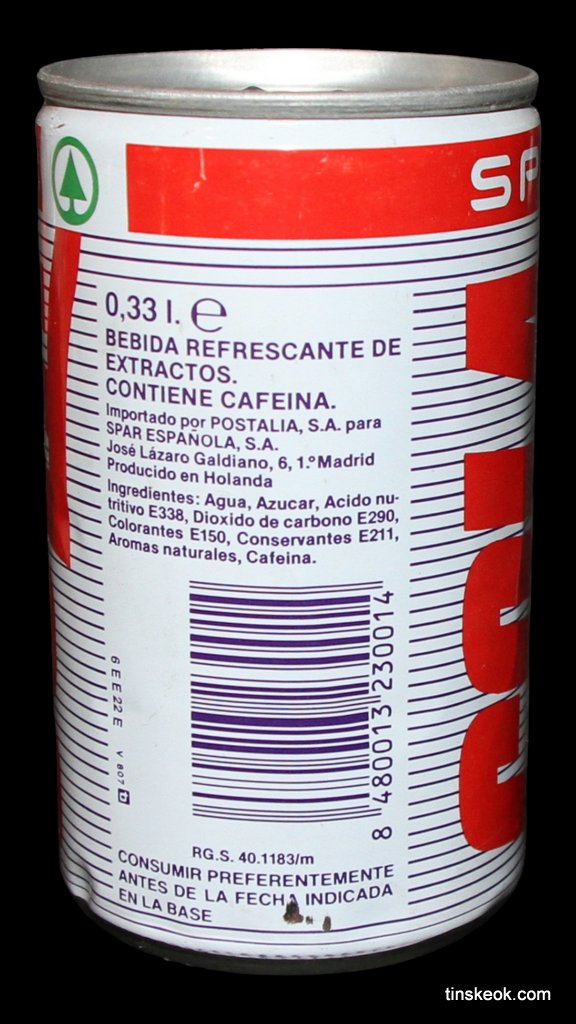 SP
0,33 l. ℮
BEBIDA REFRESCANTE DE
EXTRACTOS.
CONTIENE CAFEINA.
Importado por POSTALIA, S.A. para
SPAR ESPAÑOLA, S.A.
José Lázaro Galdiano, 6, 1.º Madrid
Producido en Holanda
Ingredientes: Agua, Azucar, Acido nu-
tritivo E338, Dioxido de carbono E290,
Colorantes E150, Conservantes E211,
Aromas naturales, Cafeina.
8 480013 230014
6 E E 22 E V 807
RG.S. 40.1183/m
CONSUMIR PREFERENTEMENTE
ANTES DE LA FECHA INDICADA
EN LA BASE
tinskeok.com